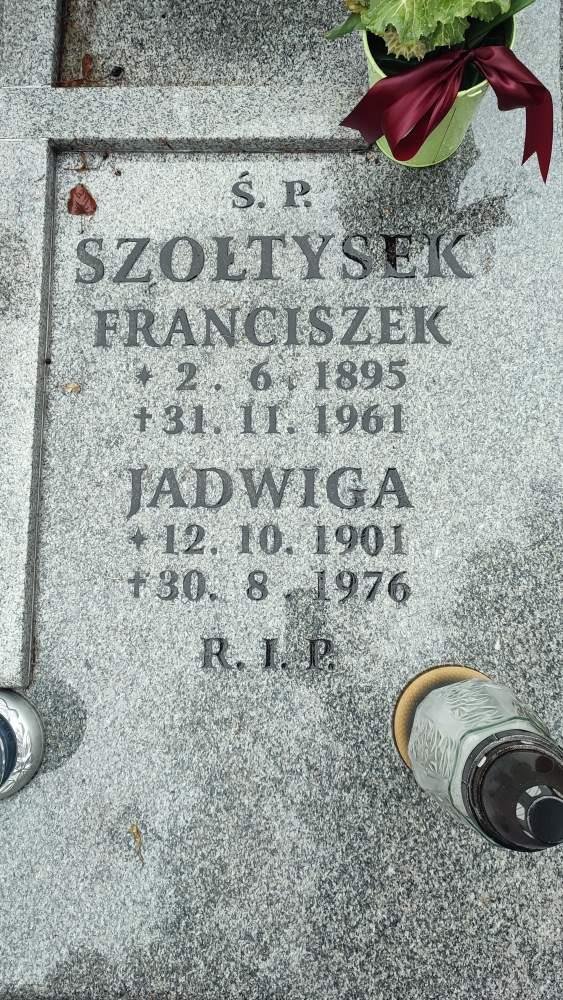 Ś. P.
SZOŁTYSEK
FRANCISZEK
✦ 2. 6. 1895
✝ 31. 11. 1961
JADWIGA
✦ 12. 10. 1901
✝ 30. 8. 1976
R. I. P.